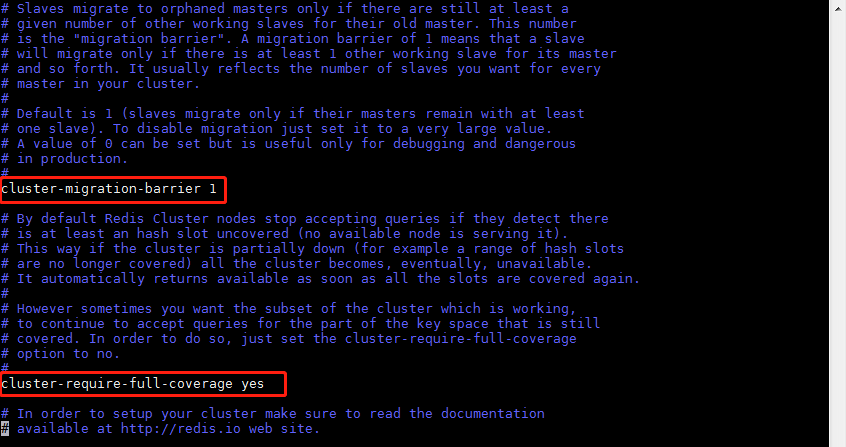 # Slaves migrate to orphaned masters only if there are still at least a
# given number of other working slaves for their old master. This number
# is the "migration barrier". A migration barrier of 1 means that a slave
# will migrate only if there is at least 1 other working slave for its master
# and so forth. It usually reflects the number of slaves you want for every
# master in your cluster.
#
# Default is 1 (slaves migrate only if their masters remain with at least
# one slave). To disable migration just set it to a very large value.
# A value of 0 can be set but is useful only for debugging and dangerous
# in production.
#
cluster-migration-barrier 1
# By default Redis Cluster nodes stop accepting queries if they detect there
# is at least an hash slot uncovered (no available node is serving it).
# This way if the cluster is partially down (for example a range of hash slots
# are no longer covered) all the cluster becomes, eventually, unavailable.
# It automatically returns available as soon as all the slots are covered again.
#
# However sometimes you want the subset of the cluster which is working,
# to continue to accept queries for the part of the key space that is still
# covered. In order to do so, just set the cluster-require-full-coverage
# option to no.
#
cluster-require-full-coverage yes
# In order to setup your cluster make sure to read the documentation
# available at http://redis.io web site.